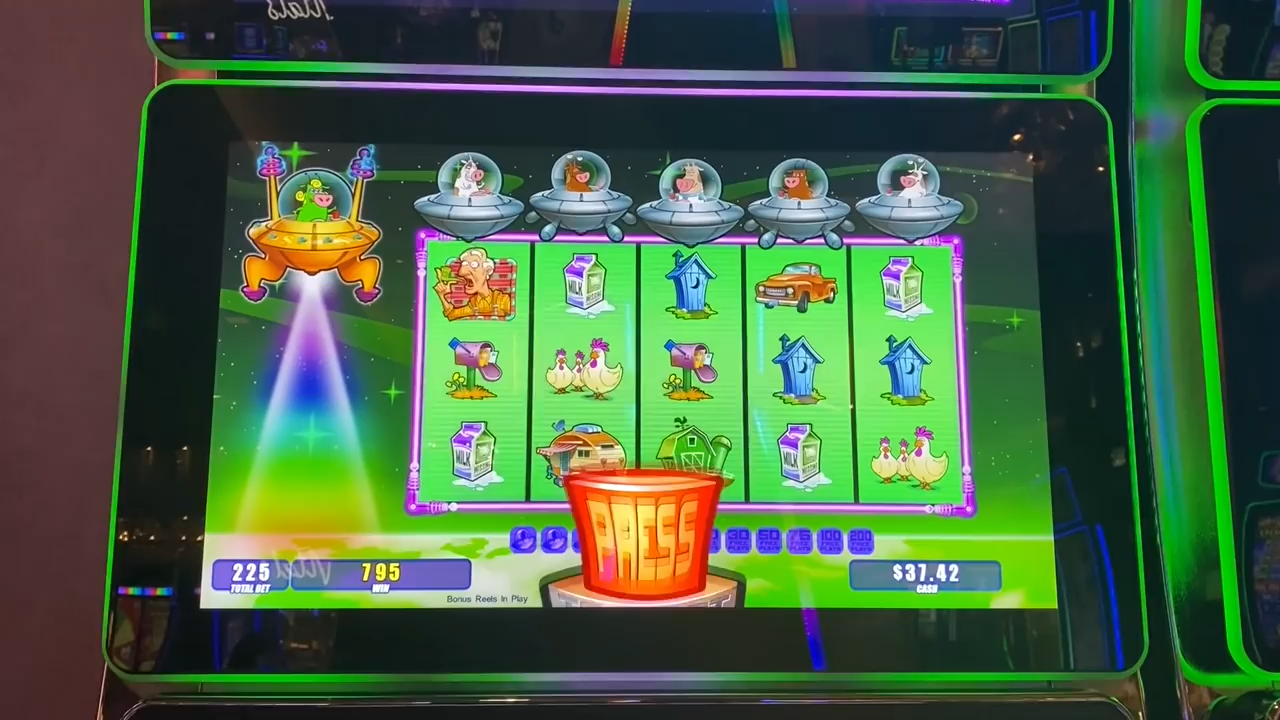 MILK
MILK
MILK
MILK
PRESS
30 FREE PLAYS
50 FREE PLAYS
75 FREE PLAYS
100 FREE PLAYS
200 FREE PLAYS
225
TOTAL BET
795
WIN
Bonus Reels In Play
$37.42
CASH